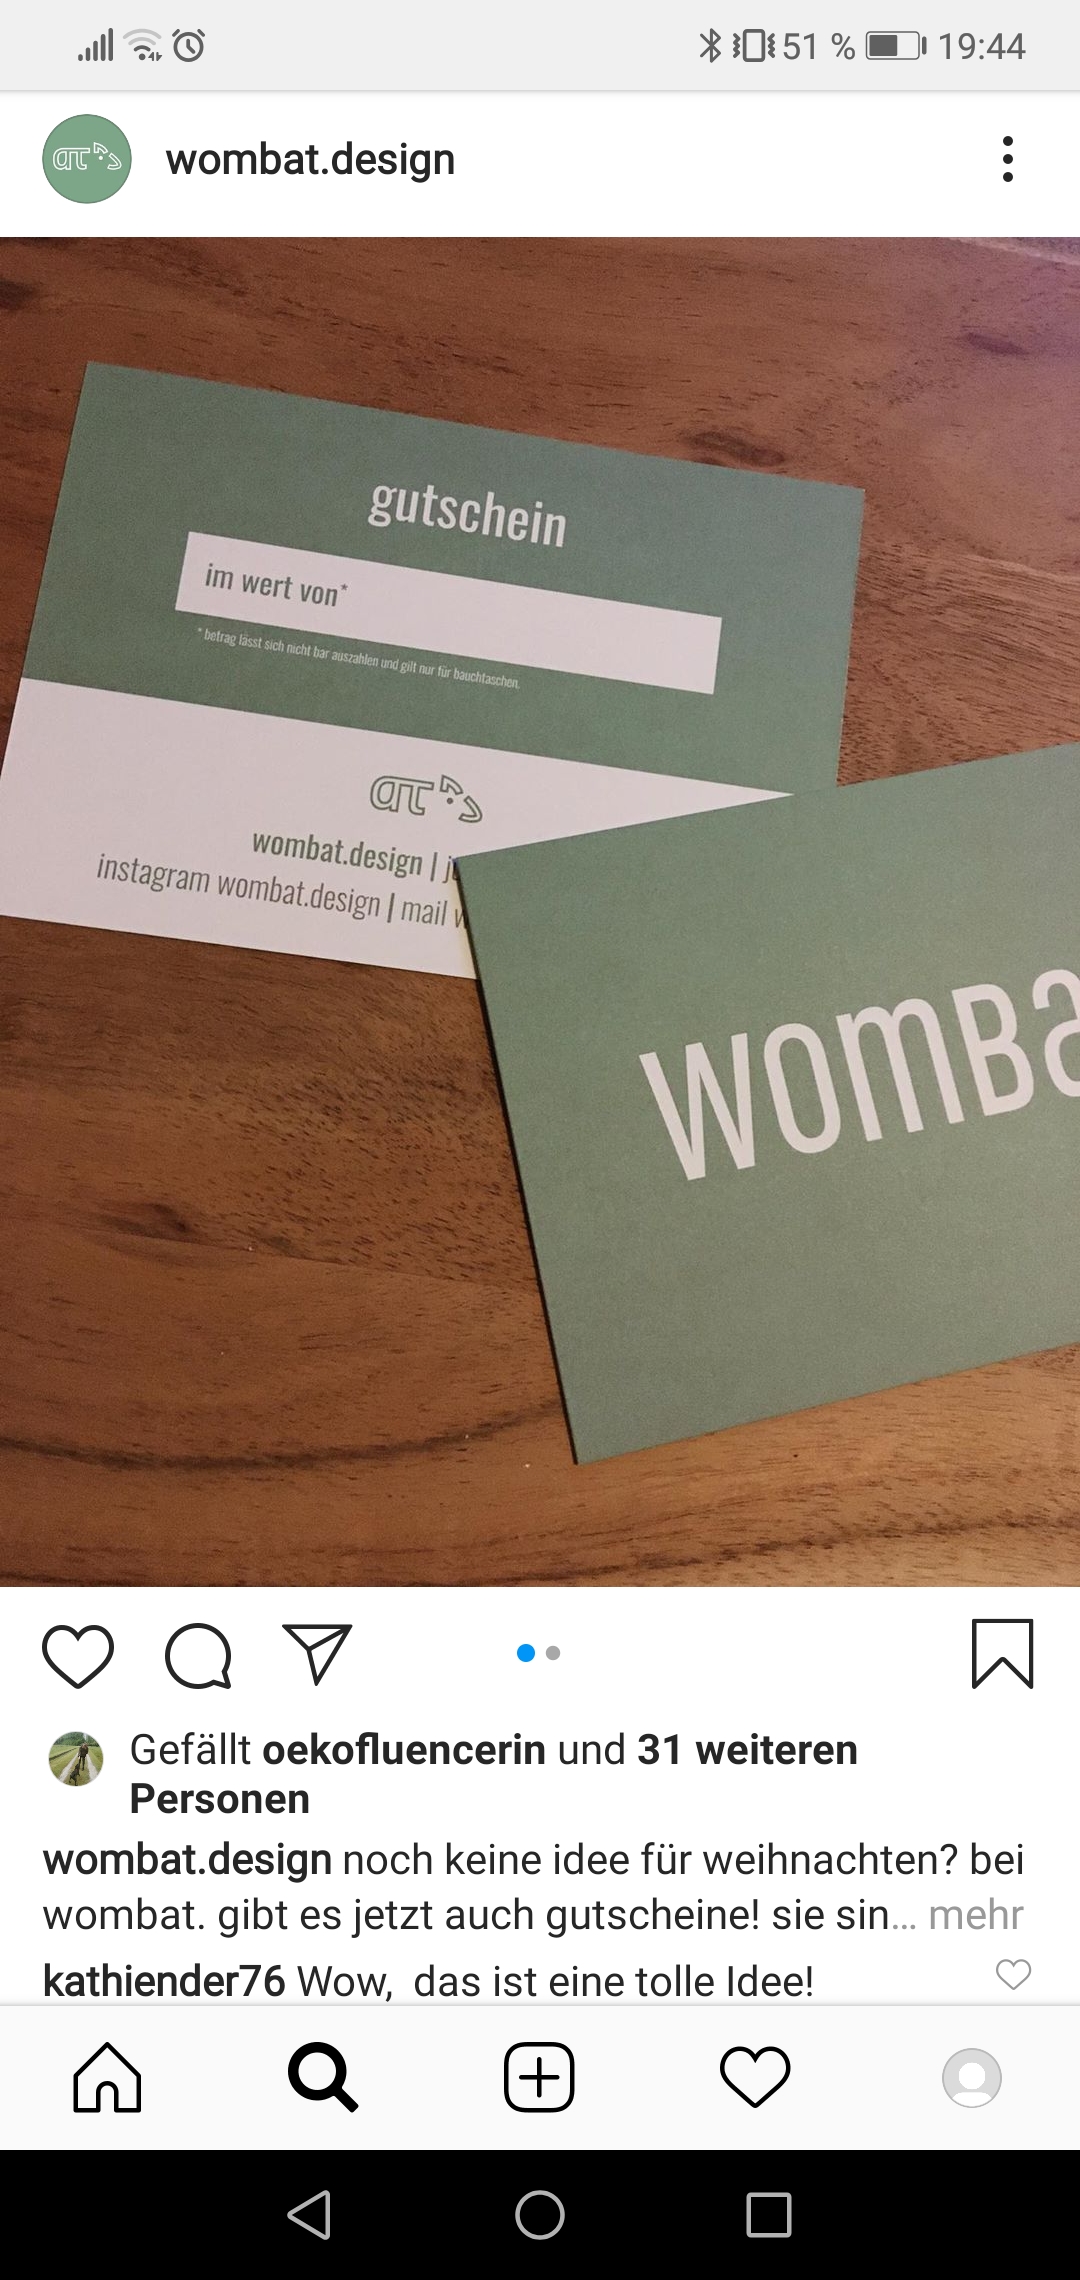 51 % 19:44
wombat.design
gutschein
im wert von*
* betrag lässt sich nicht bar auszahlen und gilt nur für bauchtaschen.
wombat.design |
instagram wombat.design | mail
womBa
Gefällt oekofluencerin und 31 weiteren
Personen
wombat.design noch keine idee für weihnachten? bei
wombat. gibt es jetzt auch gutscheine! sie sin... mehr
kathiender76 Wow, das ist eine tolle Idee!